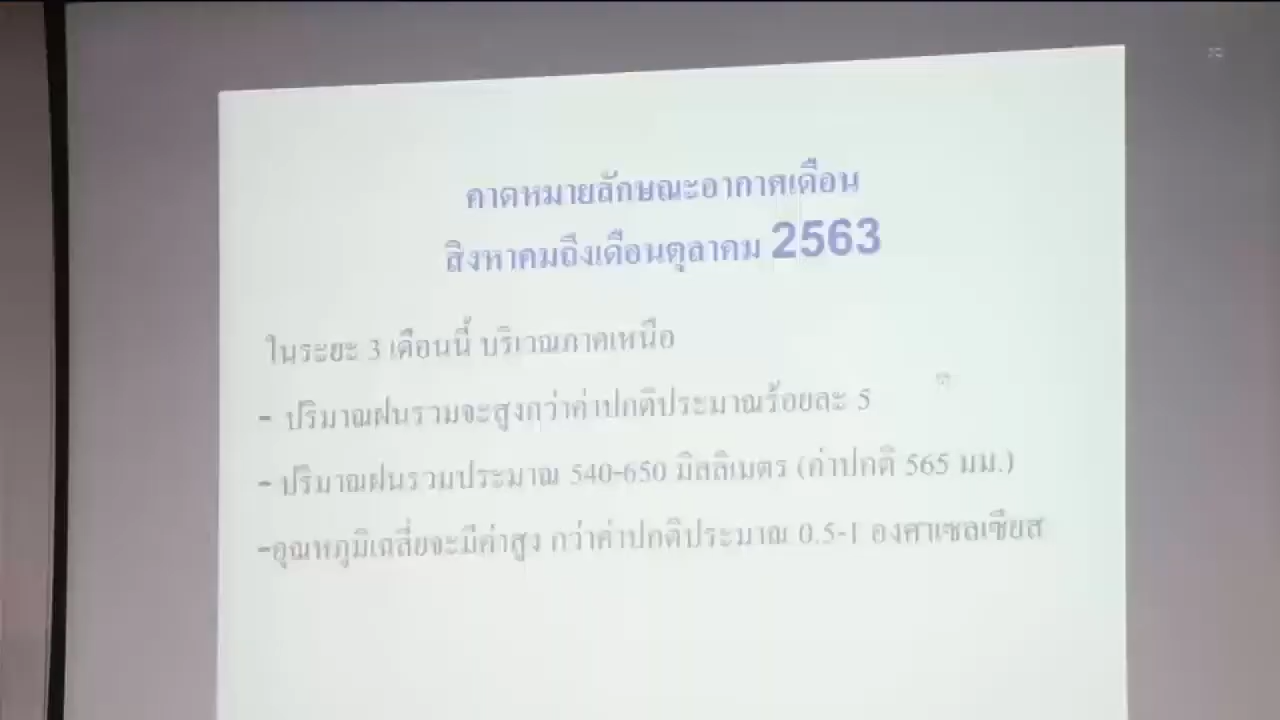 คาดหมายลักษณะอากาศเดือน
สิงหาคมถึงเดือนตุลาคม 2563
ในระยะ 3 เดือนนี้ บริเวณภาคเหนือ
- ปริมาณฝนรวมจะสูงกว่าค่าปกติประมาณร้อยละ 5
- ปริมาณฝนรวมประมาณ 540-650 มิลลิเมตร (ค่าปกติ 565 มม.)
-อุณหภูมิเฉลี่ยจะมีค่าสูง กว่าค่าปกติประมาณ 0.5-1 องศาเซลเซียส